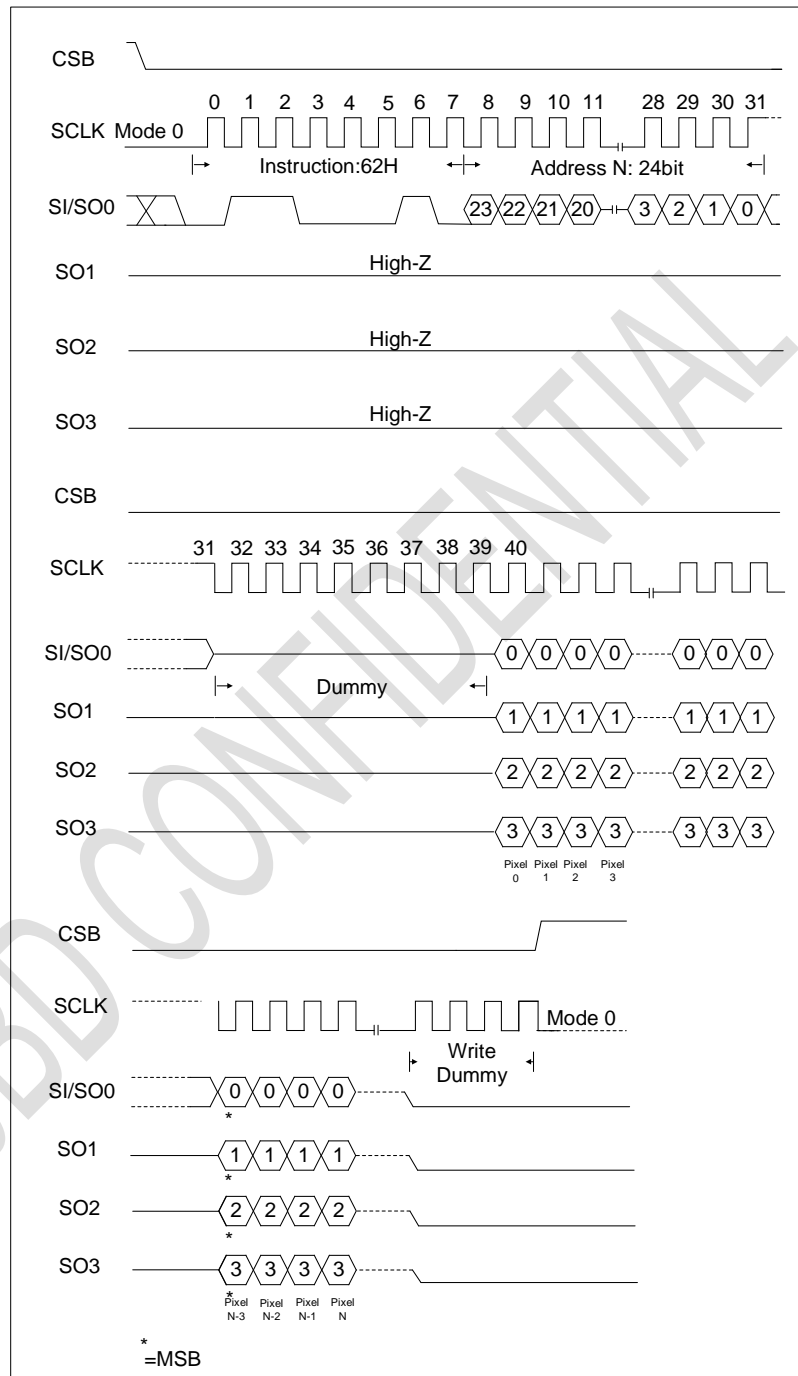 CSB
0 1 2 3 4 5 6 7 8 9 10 11 28 29 30 31
SCLK Mode 0
Instruction:62H Address N: 24bit
SI/SO0 23 22 21 20 3 2 1 0
SO1 High-Z
SO2 High-Z
SO3 High-Z
CSB
31 32 33 34 35 36 37 38 39 40
SCLK
SI/SO0 0 0 0 0 0 0 0
Dummy
SO1 1 1 1 1 1 1 1
SO2 2 2 2 2 2 2 2
SO3 3 3 3 3 3 3 3
Pixel 0 Pixel 1 Pixel 2 Pixel 3
CSB
SCLK Mode 0
Write
Dummy
SI/SO0 0 0 0 0
*
SO1 1 1 1 1
*
SO2 2 2 2 2
*
SO3 3 3 3 3
*
Pixel N-3 Pixel N-2 Pixel N-1 Pixel N
*
=MSB
CONFIDENTIAL